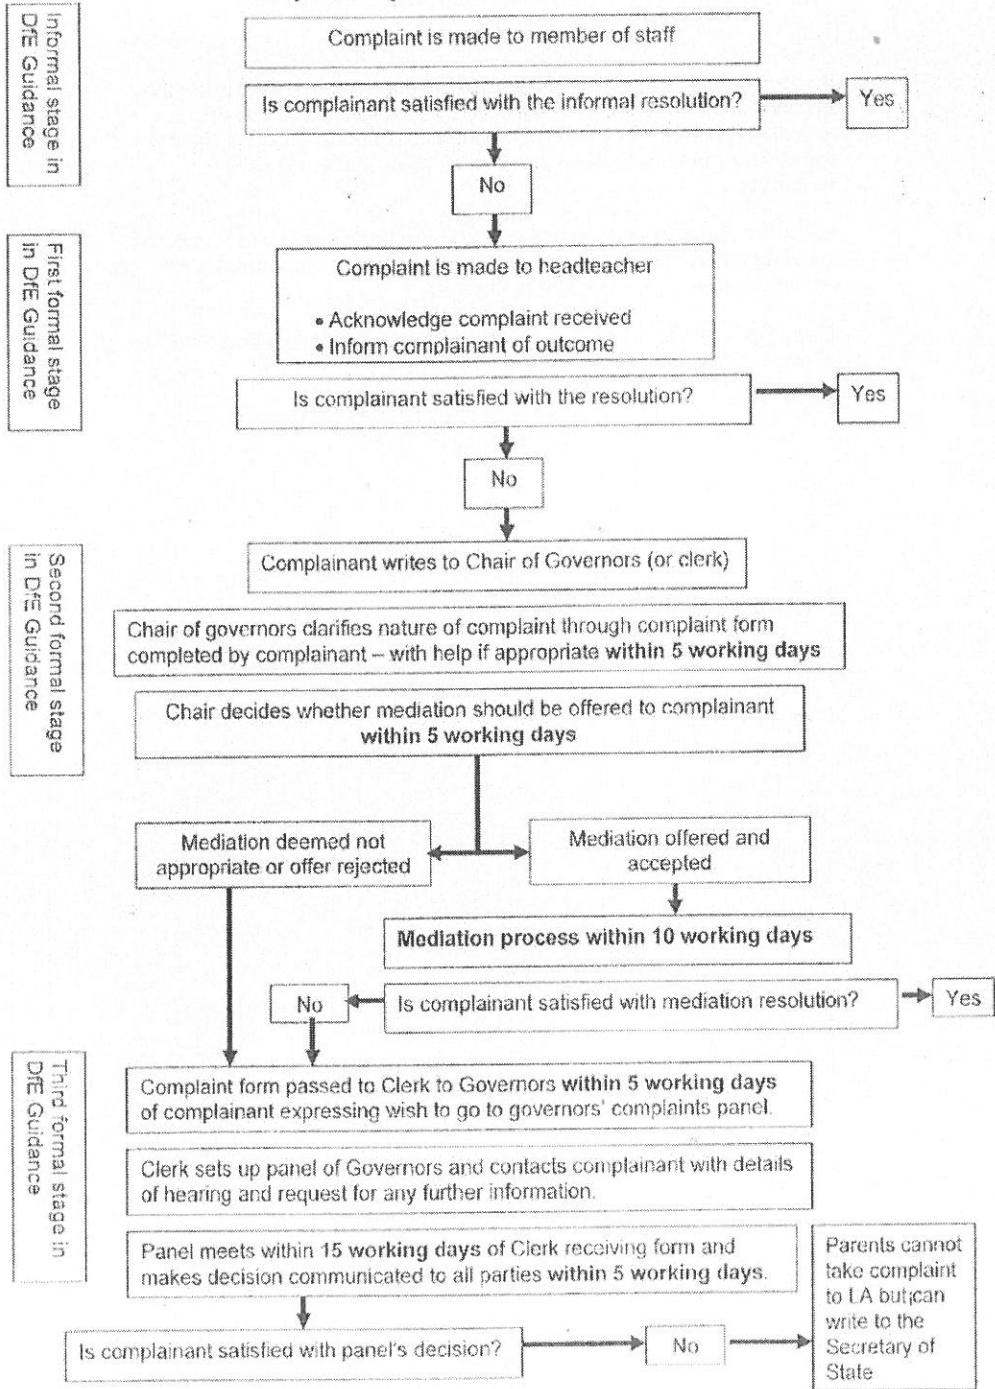 Informal stage in
DfE Guidance
Complaint is made to member of staff
Is complainant satisfied with the informal resolution?
Yes
No
First formal stage
in DfE Guidance
Complaint is made to headteacher
• Acknowledge complaint received
• Inform complainant of outcome
Is complainant satisfied with the resolution?
Yes
No
Second formal stage
in DfE Guidance
Complainant writes to Chair of Governors (or clerk)
Chair of governors clarifies nature of complaint through complaint form
completed by complainant – with help if appropriate within 5 working days
Chair decides whether mediation should be offered to complainant
within 5 working days
Mediation deemed not
appropriate or offer rejected
Mediation offered and
accepted
Mediation process within 10 working days
No
Is complainant satisfied with mediation resolution?
Yes
Third formal stage in
DfE Guidance
Complaint form passed to Clerk to Governors within 5 working days
of complainant expressing wish to go to governors' complaints panel.
Clerk sets up panel of Governors and contacts complainant with details
of hearing and request for any further information.
Panel meets within 15 working days of Clerk receiving form and
makes decision communicated to all parties within 5 working days.
Is complainant satisfied with panel's decision?
No
Parents cannot
take complaint
to LA but can
write to the
Secretary of
State